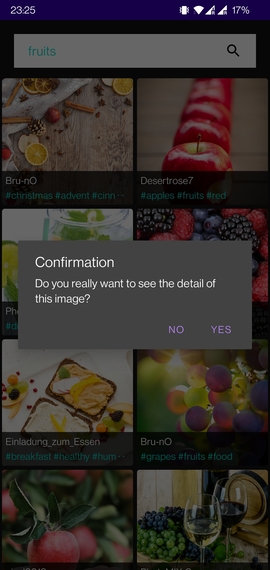 23:25
17%
fruits
Bru-nO
#christmas #advent #cinn···
Desertrose7
#apples #fruits #red
Confirmation
Do you really want to see the detail of
this image?
NO
YES
Einladung_zum_Essen
#breakfast #healthy #hum···
Bru-nO
#grapes #fruits #food